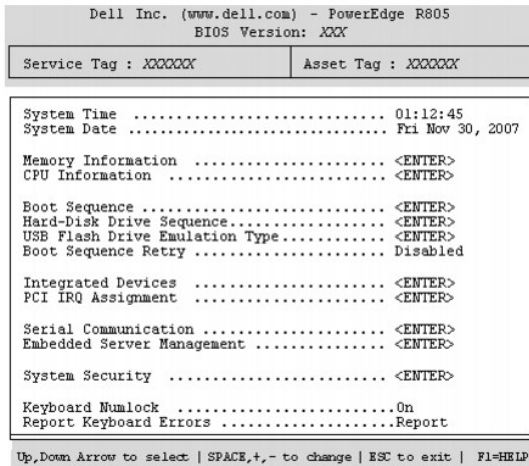 Dell Inc. (www.dell.com) - PowerEdge R805
BIOS Version: XXX
Service Tag : XXXXXX
Asset Tag : XXXXXX
System Time ............................... 01:12:45
System Date ................................ Fri Nov 30, 2007
Memory Information ........................ <ENTER>
CPU Information ........................... <ENTER>
Boot Sequence .............................. <ENTER>
Hard-Disk Drive Sequence................... <ENTER>
USB Flash Drive Emulation Type............. <ENTER>
Boot Sequence Retry ........................ Disabled
Integrated Devices ........................ <ENTER>
PCI IRQ Assignment ........................ <ENTER>
Serial Communication ...................... <ENTER>
Embedded Server Management ................ <ENTER>
System Security ........................... <ENTER>
Keyboard Numlock ...........................On
Report Keyboard Errors .....................Report
Up,Down Arrow to select | SPACE,+,- to change | ESC to exit | F1=HELP